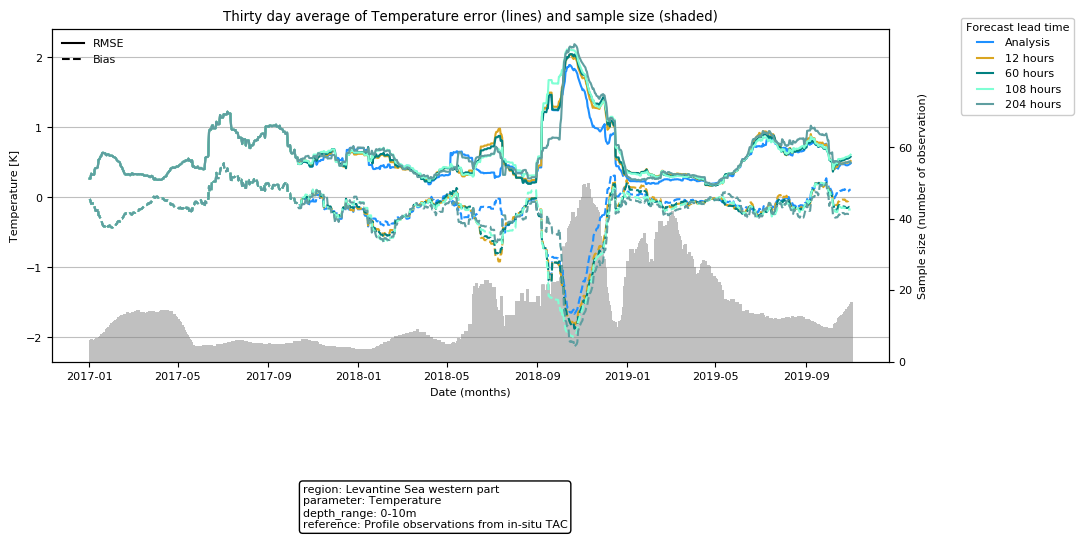 Thirty day average of Temperature error (lines) and sample size (shaded)
RMSE
Bias
Forecast lead time
Analysis
12 hours
60 hours
108 hours
204 hours
Temperature [K]
2
1
0
−1
−2
Sample size (number of observation)
60
40
20
0
2017-01 2017-05 2017-09 2018-01 2018-05 2018-09 2019-01 2019-05 2019-09
Date (months)
region: Levantine Sea western part
parameter: Temperature
depth_range: 0-10m
reference: Profile observations from in-situ TAC